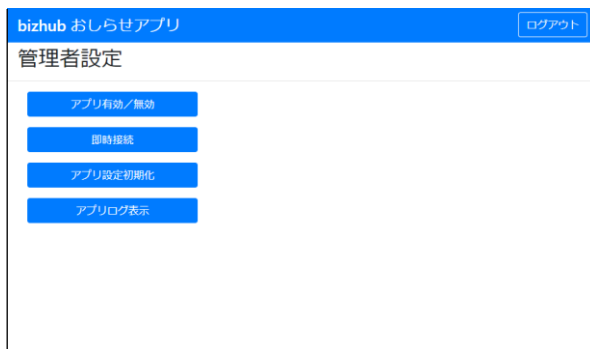 bizhub おしらせアプリ ログアウト
管理者設定
アプリ有効／無効
即時接続
アプリ設定初期化
アプリログ表示